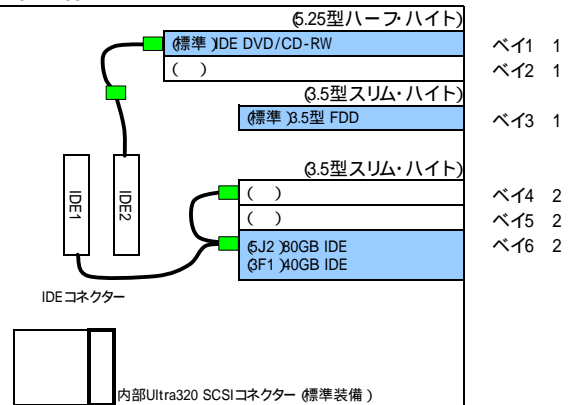 (5.25型ハーフ・ハイト)
(標準)IDE DVD/CD-RW
ベイ1 1
( )
ベイ2 1
(3.5型スリム・ハイト)
(標準)3.5型 FDD
ベイ3 1
(3.5型スリム・ハイト)
IDE1
IDE2
( )
ベイ4 2
( )
ベイ5 2
(5J2)80GB IDE
ベイ6 2
(3F1)40GB IDE
IDEコネクター
内部Ultra320 SCSIコネクター(標準装備)